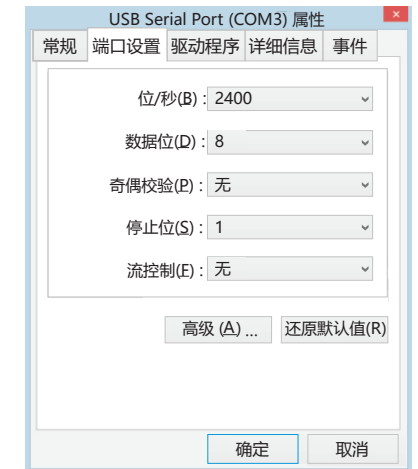 USB Serial Port (COM3) 属性
常规 端口设置 驱动程序 详细信息 事件
位/秒(B)：2400
数据位(D)：8
奇偶校验(P)：无
停止位(S)：1
流控制(F)：无
高级 (A) ... 还原默认值(R)
确定 取消